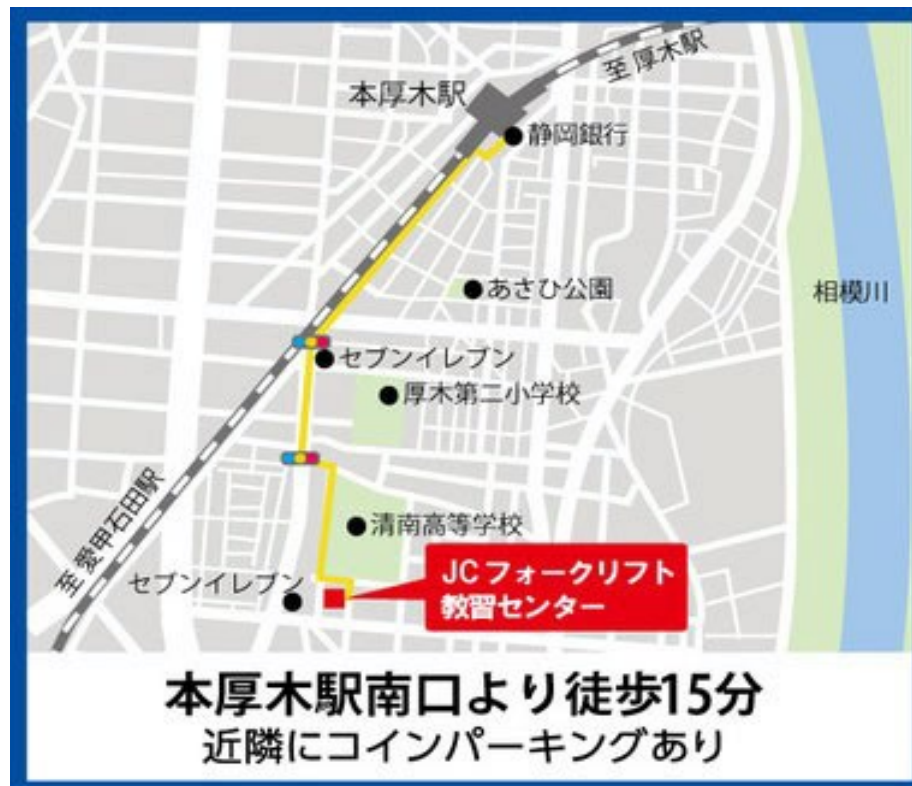 至 厚木駅
本厚木駅
静岡銀行
あさひ公園
相模川
セブンイレブン
厚木第二小学校
至 愛甲石田駅
清南高等学校
セブンイレブン
JCフォークリフト
教習センター
本厚木駅南口より徒歩15分
近隣にコインパーキングあり